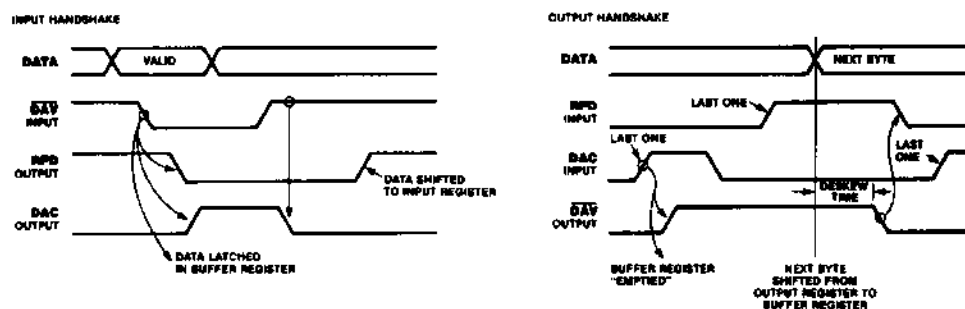 INPUT HANDSHAKE
DATA
VALID
DAV
INPUT
RFD
OUTPUT
DATA SHIFTED
TO INPUT REGISTER
DAC
OUTPUT
DATA LATCHED
IN BUFFER REGISTER
OUTPUT HANDSHAKE
DATA
NEXT BYTE
RFD
INPUT
LAST ONE
LAST ONE
DAC
INPUT
LAST
ONE
DESKEW
TIME
DAV
OUTPUT
BUFFER REGISTER
"EMPTIED"
NEXT BYTE
SHIFTED FROM
OUTPUT REGISTER TO
BUFFER REGISTER